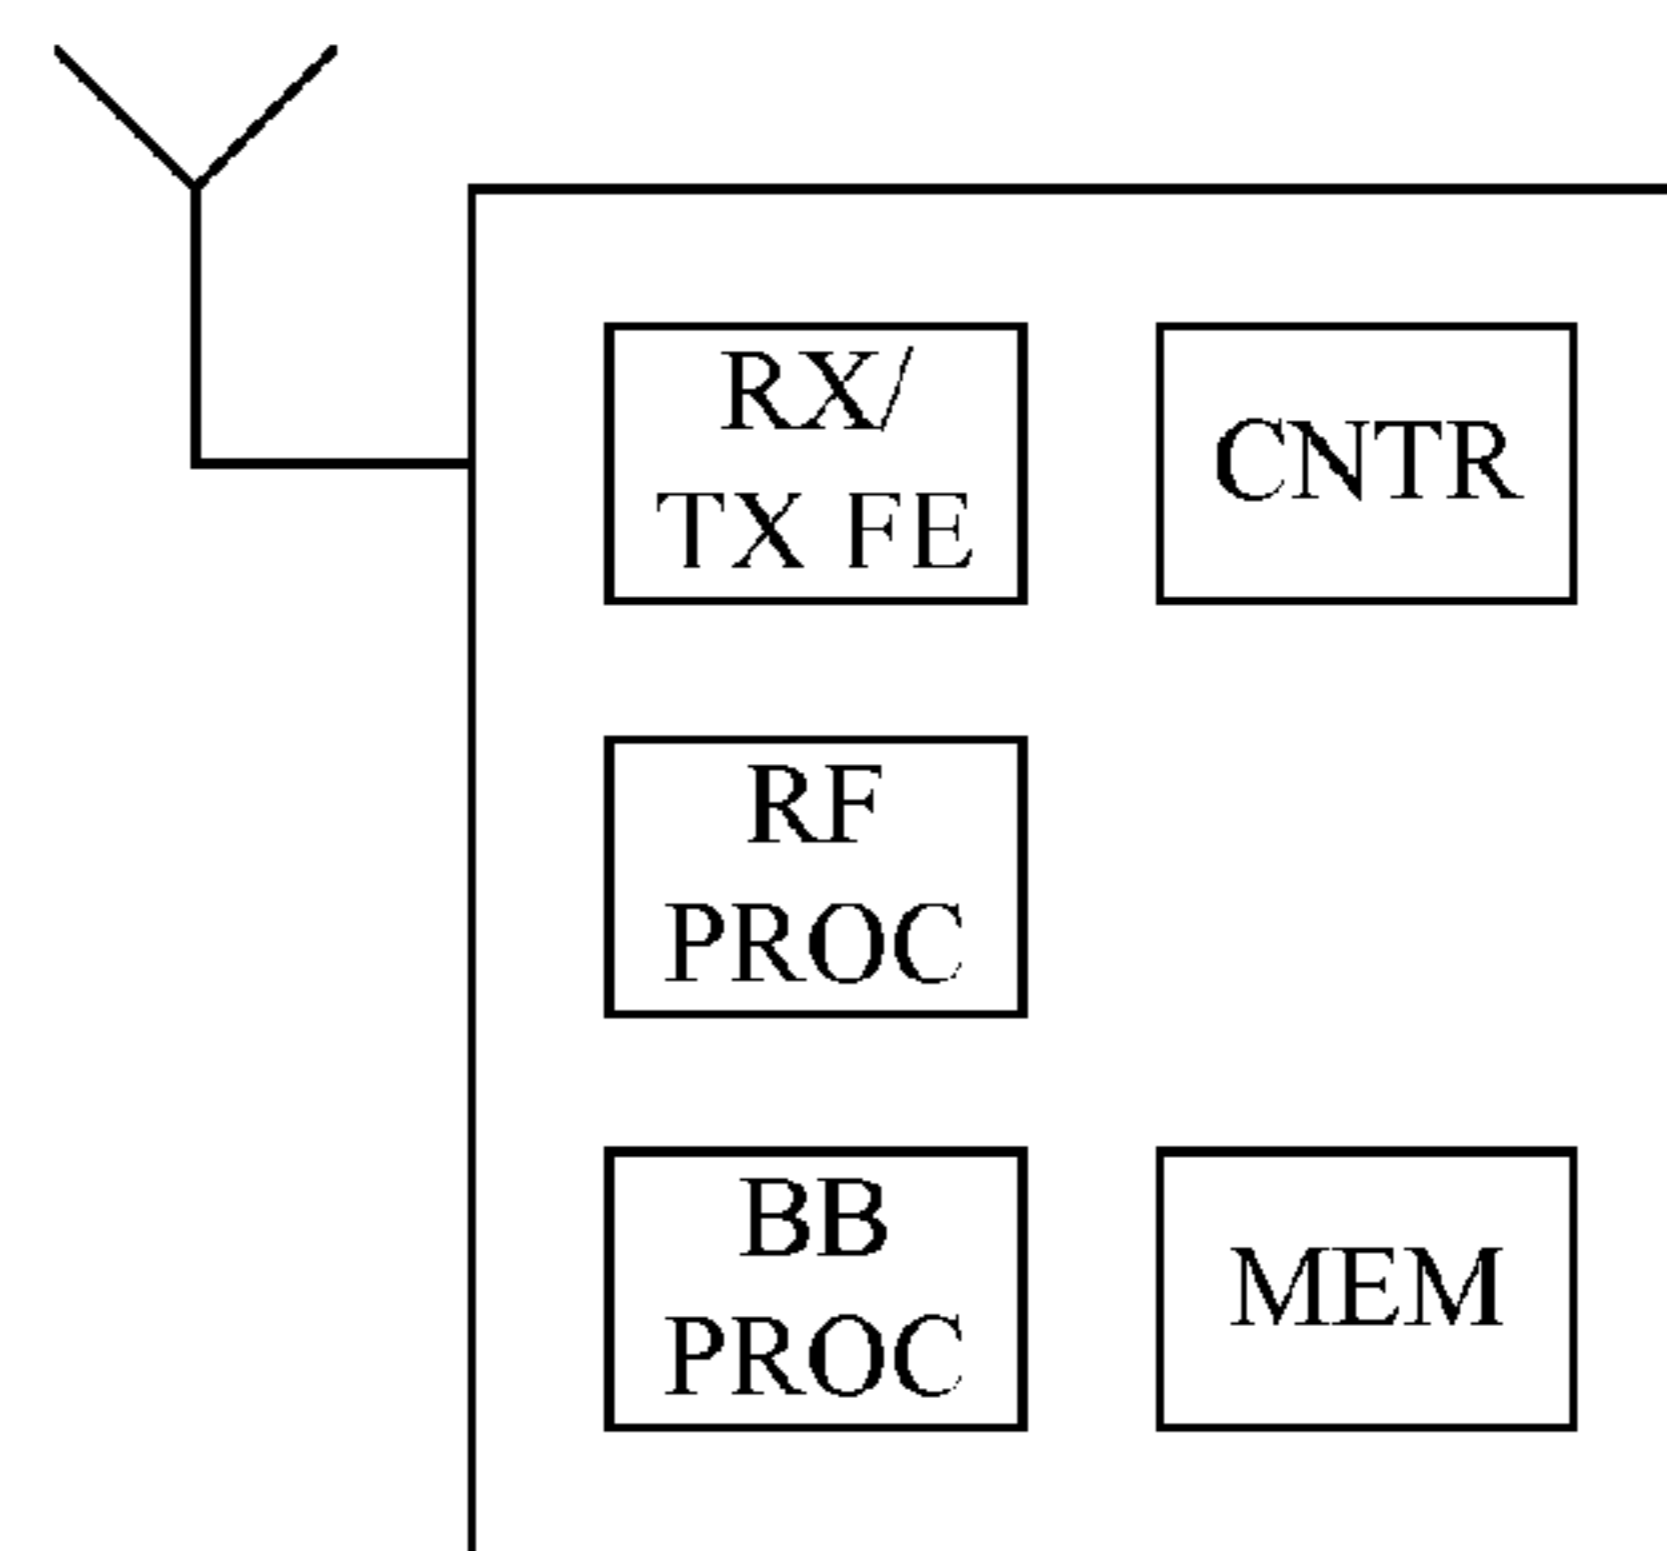 RX/
TX FE
CNTR
RF
PROC
BB
PROC
MEM